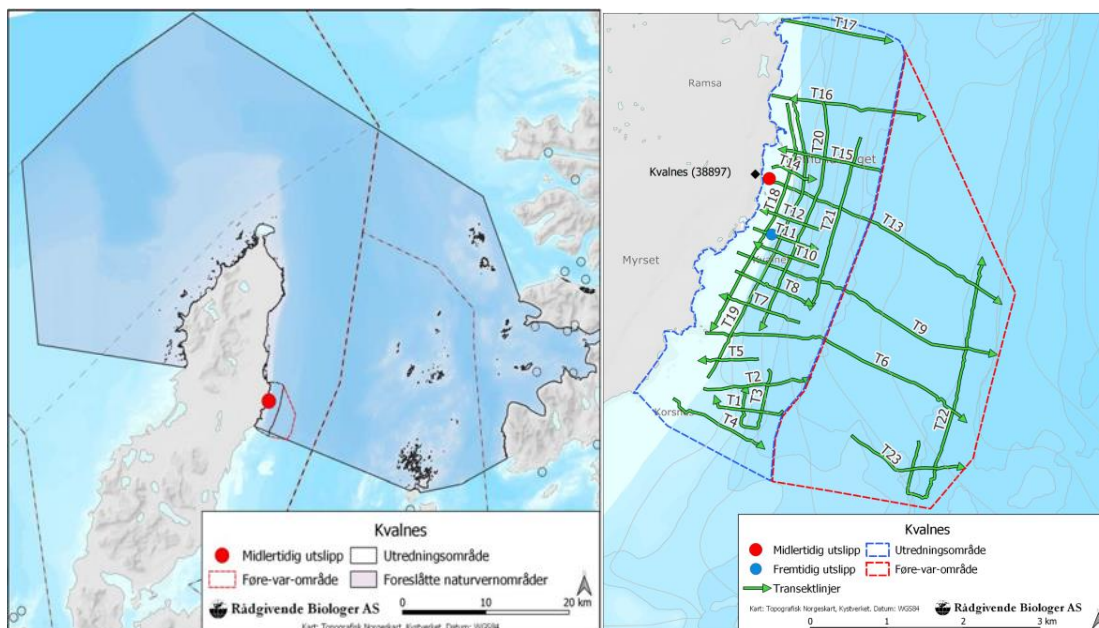 Kvalnes
Midlertidig utslipp
Utredningsområde
Føre-var-område
Foreslåtte naturvernområder
Rådgivende Biologer AS
0 10 20 km
Kart: Topografisk Norgeskart, Kystverket, Datum: WGS84
T17
Ramsa
T16
T20
T15
T14
Kvalnes (38897)
T18
T13
T12
T21
T11
T10
Myrset
T8
T7
T9
T19
T6
T5
T2
T3
T1
T22
T4
T23
Kvalnes
Midlertidig utslipp
Utredningsområde
Fremtidig utslipp
Føre-var-område
Transektlinjer
Rådgivende Biologer AS
Kart: Topografisk Norgeskart, Kystverket. Datum: WGS84
2 3 km